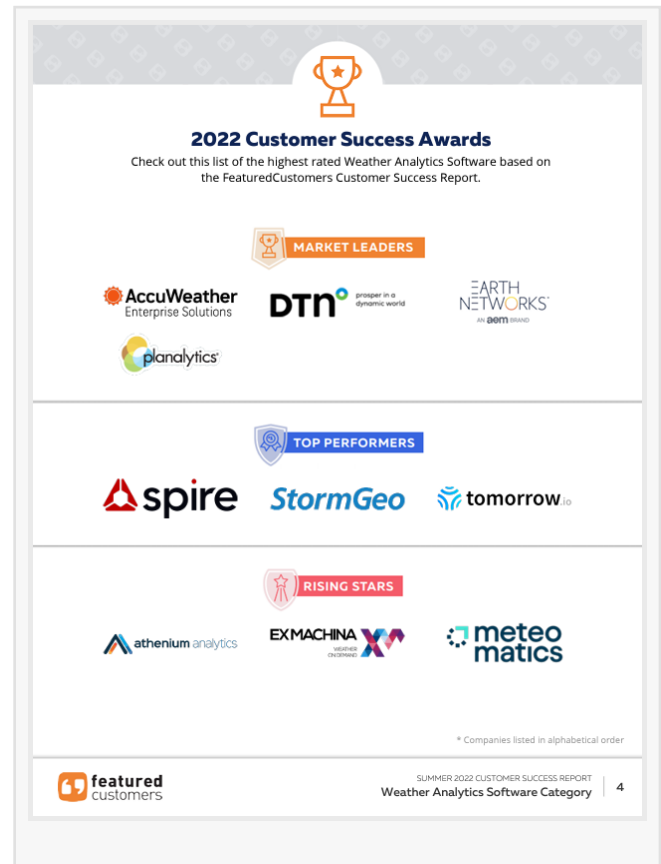 2022 Customer Success Awards
Check out this list of the highest rated Weather Analytics Software based on
the FeaturedCustomers Customer Success Report.
MARKET LEADERS
AccuWeather
Enterprise Solutions
DTN
prosper in a
dynamic world
EARTH
NETWORKS
AN aem BRAND
planalytics
TOP PERFORMERS
spire
StormGeo
tomorrow.io
RISING STARS
athenium analytics
EXMACHINA
WEATHER
ON DEMAND
meteo
matics
* Companies listed in alphabetical order
featured
customers
SUMMER 2022 CUSTOMER SUCCESS REPORT
Weather Analytics Software Category
4